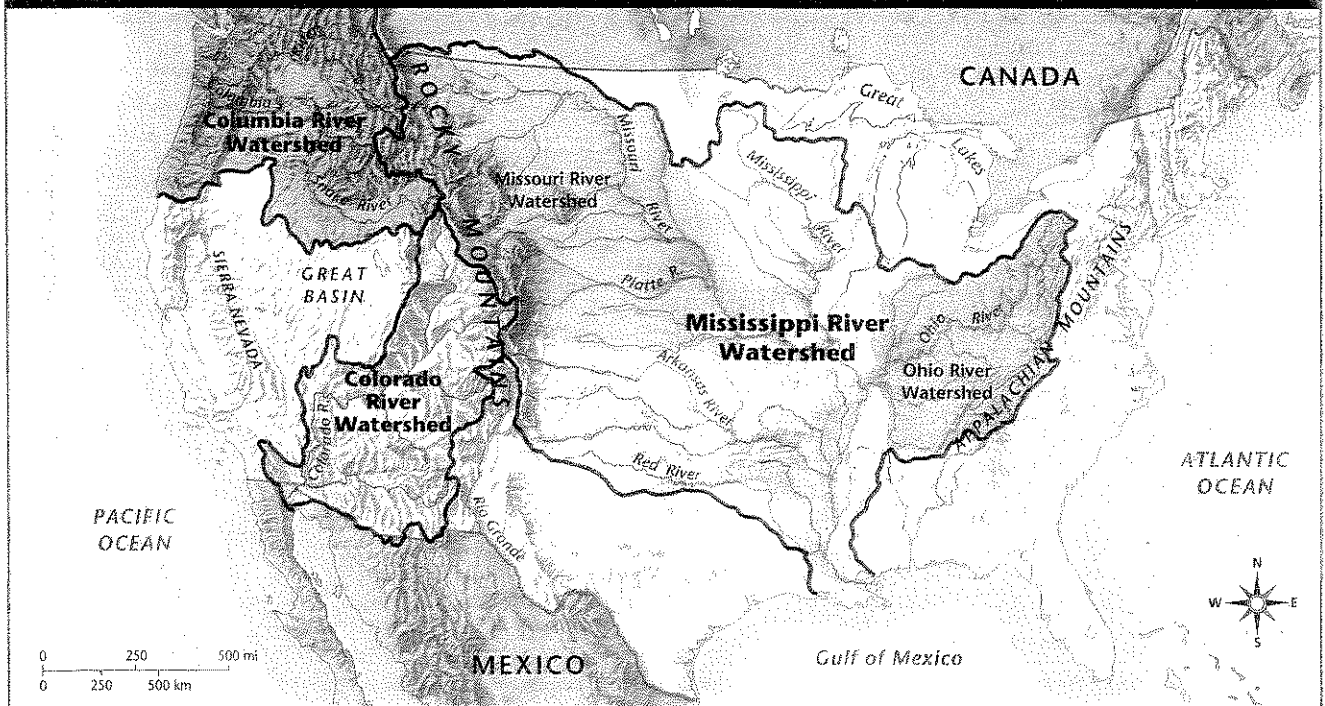 CANADA
ROCKY MOUNTAINS
Great
Lakes
Columbia
Columbia River
Watershed
Snake River
Missouri River
Missouri River
Watershed
Mississippi River
SIERRA NEVADA
GREAT
BASIN
Platte R.
Mississippi River
Watershed
Ohio River
Ohio River
Watershed
APPALACHIAN MOUNTAINS
Colorado
River
Watershed
Colorado R.
Arkansas River
Red River
Rio Grande
ATLANTIC
OCEAN
PACIFIC
OCEAN
N
W E
S
0 250 500 mi
0 250 500 km
MEXICO
Gulf of Mexico